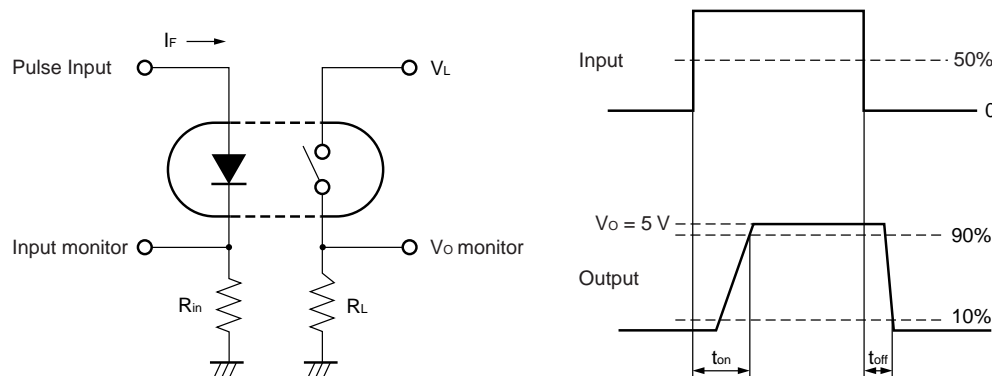 IF
Pulse Input
VL
Input monitor
VO monitor
Rin
RL
Input
50%
0
VO = 5 V
90%
Output
10%
ton
toff